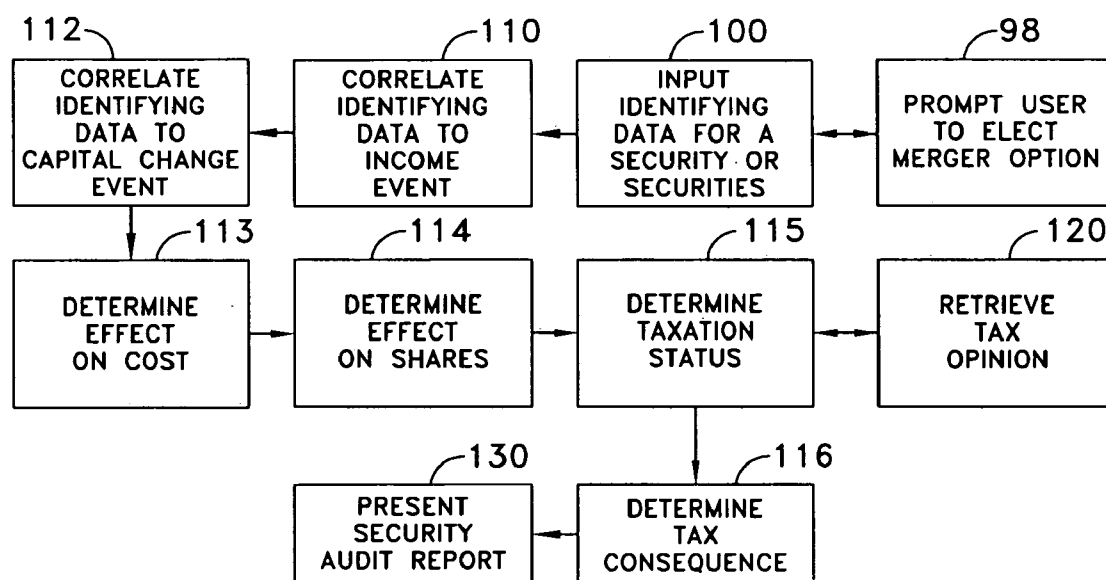 112
110
100
98
CORRELATE
IDENTIFYING
DATA TO
CAPITAL CHANGE
EVENT
CORRELATE
IDENTIFYING
DATA TO
INCOME
EVENT
INPUT
IDENTIFYING
DATA FOR A
SECURITY OR
SECURITIES
PROMPT USER
TO ELECT
MERGER OPTION
113
114
115
120
DETERMINE
EFFECT
ON COST
DETERMINE
EFFECT
ON SHARES
DETERMINE
TAXATION
STATUS
RETRIEVE
TAX
OPINION
130
116
PRESENT
SECURITY
AUDIT REPORT
DETERMINE
TAX
CONSEQUENCE